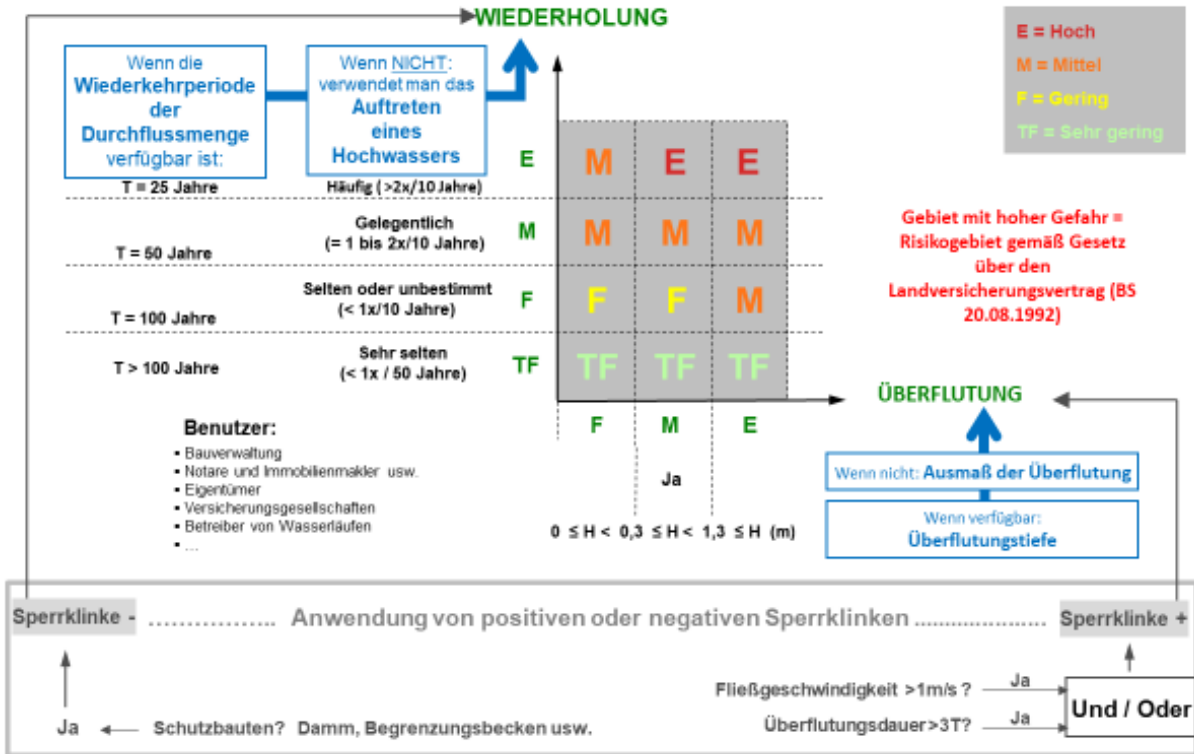 WIEDERHOLUNG
E = Hoch
M = Mittel
F = Gering
TF = Sehr gering
Wenn die
Wiederkehrperiode
der
Durchflussmenge
verfügbar ist:
Wenn NICHT:
verwendet man das
Auftreten
eines
Hochwassers
T = 25 Jahre
Häufig ( >2x/10 Jahre)
E
M E E
T = 50 Jahre
Gelegentlich
(= 1 bis 2x/10 Jahre)
M
M M M
T = 100 Jahre
Selten oder unbestimmt
(< 1x/10 Jahre)
F
F F M
T > 100 Jahre
Sehr selten
(< 1x / 50 Jahre)
TF
TF TF TF
Gebiet mit hoher Gefahr =
Risikogebiet gemäß Gesetz
über den
Landversicherungsvertrag (BS
20.08.1992)
ÜBERFLUTUNG
F M E
Ja
0 ≤ H < 0,3 ≤ H < 1,3 ≤ H (m)
Wenn nicht: Ausmaß der Überflutung
Wenn verfügbar:
Überflutungstiefe
Benutzer:
▪ Bauverwaltung
▪ Notare und Immobilienmakler usw.
▪ Eigentümer
▪ Versicherungsgesellschaften
▪ Betreiber von Wasserläufen
▪ ...
Sperrklinke - ................. Anwendung von positiven oder negativen Sperrklinken ...................... Sperrklinke +
Fließgeschwindigkeit >1m/s ? Ja
Und / Oder
Ja Schutzbauten? Damm, Begrenzungsbecken usw.
Überflutungsdauer>3T? Ja